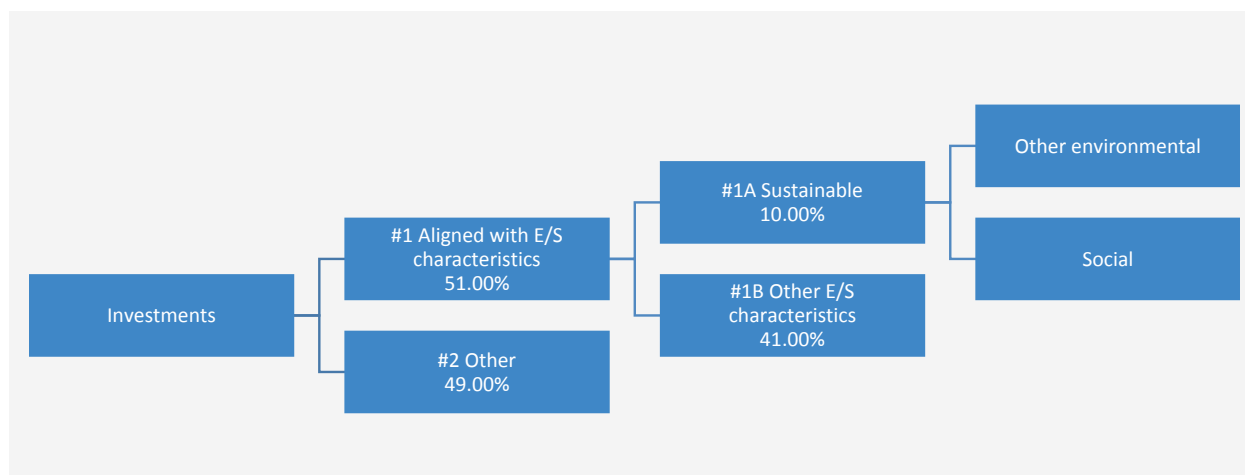 Investments
#1 Aligned with E/S
characteristics
51.00%
#2 Other
49.00%
#1A Sustainable
10.00%
#1B Other E/S
characteristics
41.00%
Other environmental
Social